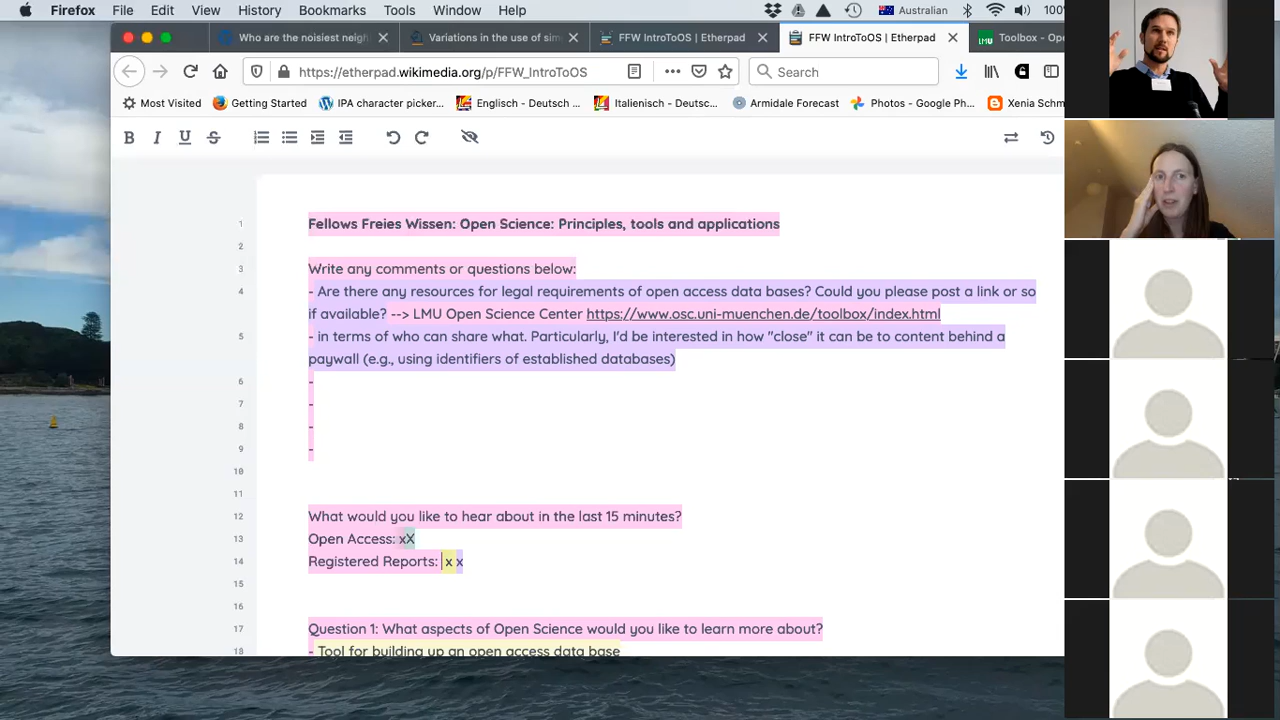 Firefox File Edit View History Bookmarks Tools Window Help Australian 100%
Who are the noisiest neigh Variations in the use of sim FFW IntroToOS | Etherpad FFW IntroToOS | Etherpad LMU Toolbox - Ope
https://etherpad.wikimedia.org/p/FFW_IntroToOS Search
Most Visited Getting Started IPA character picker... Englisch - Deutsch ... Italienisch - Deutsc... Armidale Forecast Photos - Google Ph... Xenia Schm
B I U S
1 Fellows Freies Wissen: Open Science: Principles, tools and applications
2
3 Write any comments or questions below:
4 - Are there any resources for legal requirements of open access data bases? Could you please post a link or so
if available? --> LMU Open Science Center https://www.osc.uni-muenchen.de/toolbox/index.html
5 - in terms of who can share what. Particularly, I'd be interested in how "close" it can be to content behind a
paywall (e.g., using identifiers of established databases)
6 -
7 -
8 -
9 -
10
11
12 What would you like to hear about in the last 15 minutes?
13 Open Access: xX
14 Registered Reports: x x
15
16
17 Question 1: What aspects of Open Science would you like to learn more about?
18 - Tool for building up an open access data base